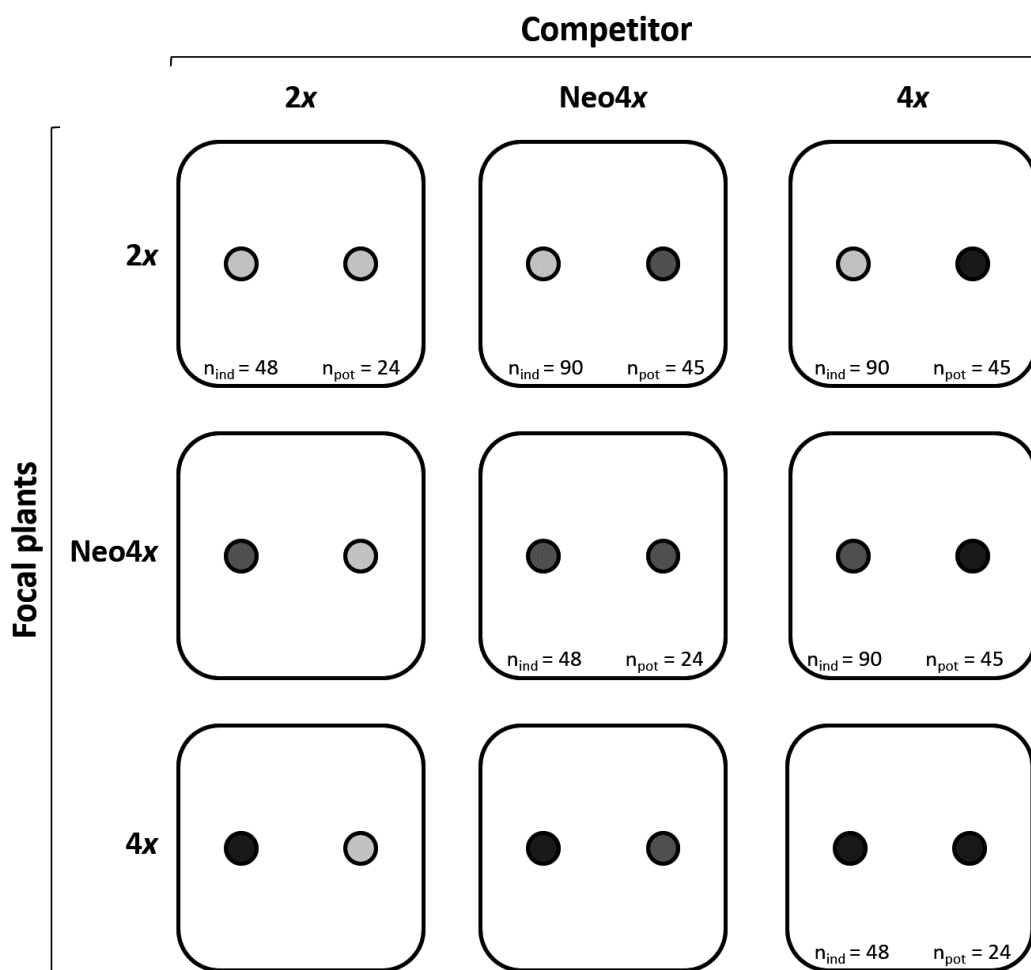 Competitor
2x Neo4x 4x
Focal plants
2x
n_ind = 48 n_pot = 24 n_ind = 90 n_pot = 45 n_ind = 90 n_pot = 45
Neo4x
n_ind = 48 n_pot = 24 n_ind = 90 n_pot = 45
4x
n_ind = 48 n_pot = 24